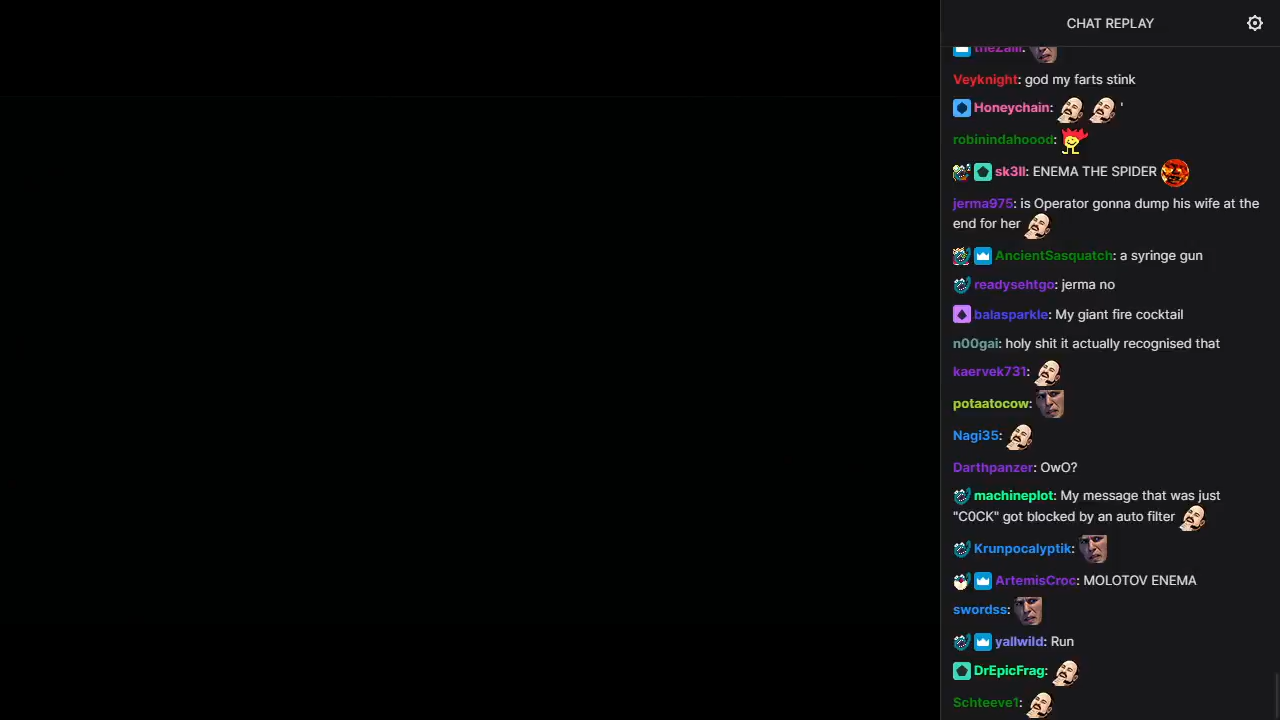 CHAT REPLAY
theZalll:
Veyknight: god my farts stink
Honeychain: '
robinindahoood:
sk3ll: ENEMA THE SPIDER
jerma975: is Operator gonna dump his wife at the
end for her
AncientSasquatch: a syringe gun
readysehtgo: jerma no
balasparkle: My giant fire cocktail
n00gai: holy shit it actually recognised that
kaervek731:
potaatocow:
Nagi35:
Darthpanzer: OwO?
machineplot: My message that was just
"C0CK" got blocked by an auto filter
Krunpocalyptik:
ArtemisCroc: MOLOTOV ENEMA
swordss:
yallwild: Run
DrEpicFrag:
Schteeve1: